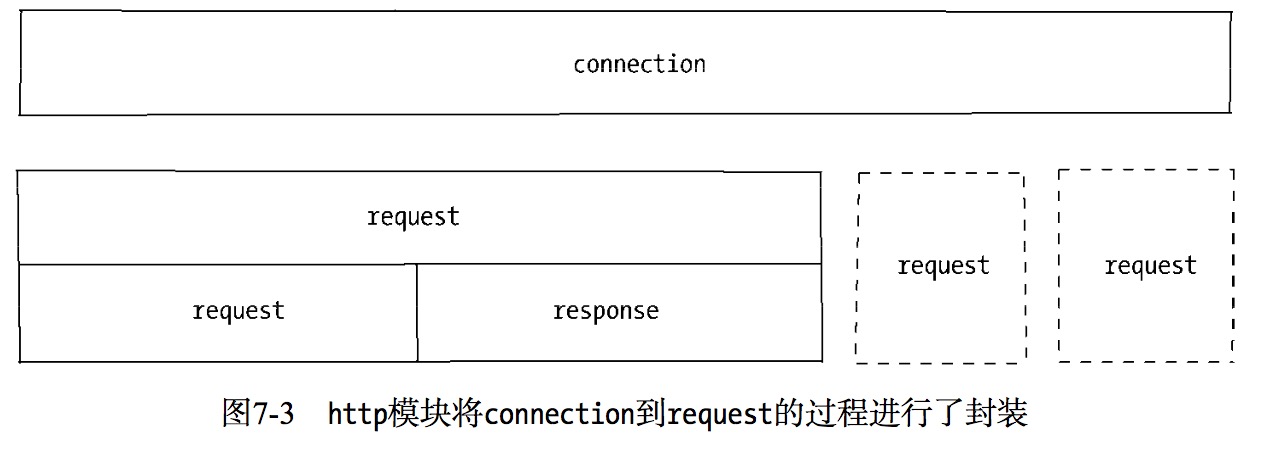 connection
request
request
request
request
response
图7-3 http模块将connection到request的过程进行了封装